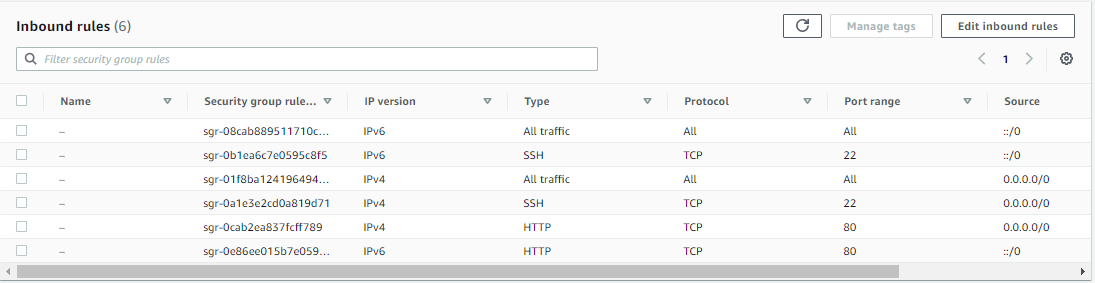 Inbound rules (6)
Manage tags
Edit inbound rules
Filter security group rules
1
Name Security group rule... IP version Type Protocol Port range Source
– sgr-08cab889511710c... IPv6 All traffic All All ::/0
– sgr-0b1ea6c7e0595c8f5 IPv6 SSH TCP 22 ::/0
– sgr-01f8ba124196494... IPv4 All traffic All All 0.0.0.0/0
– sgr-0a1e3e2cd0a819d71 IPv4 SSH TCP 22 0.0.0.0/0
– sgr-0cab2ea837fcff789 IPv4 HTTP TCP 80 0.0.0.0/0
– sgr-0e86ee015b7e059... IPv6 HTTP TCP 80 ::/0